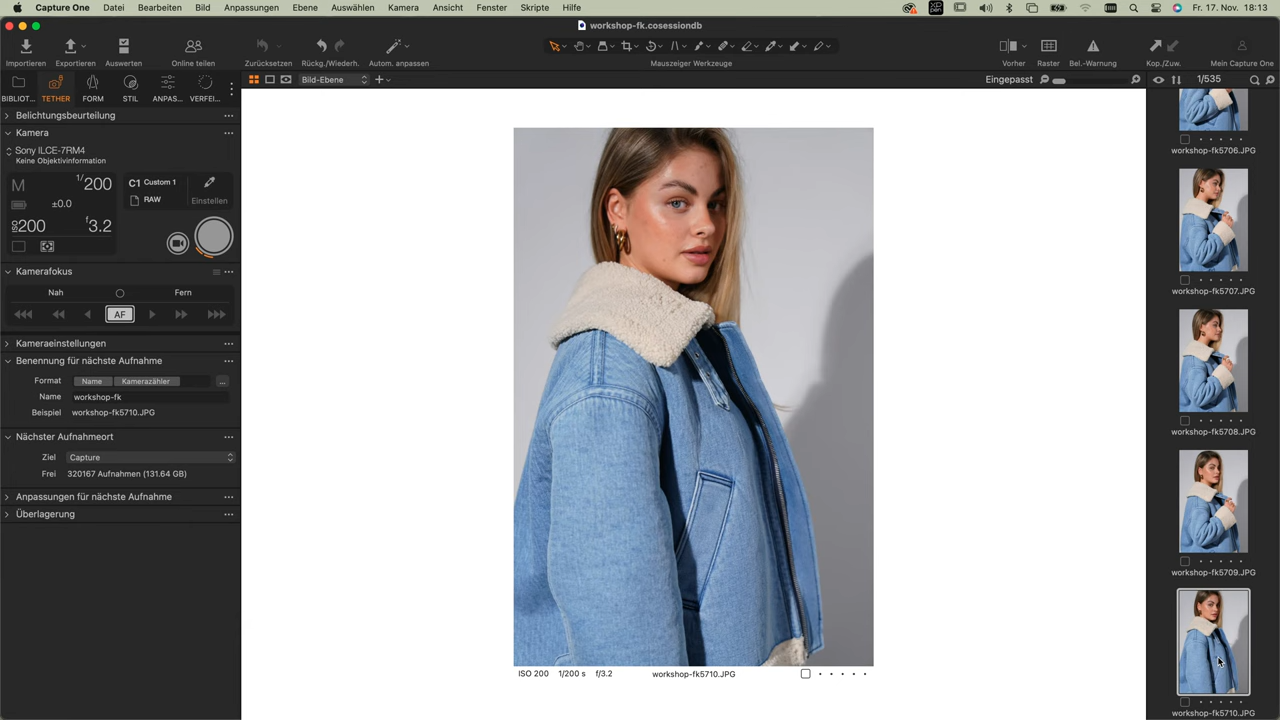 Capture One Datei Bearbeiten Bild Anpassungen Ebene Auswählen Kamera Ansicht Fenster Skripte Hilfe Fr. 17. Nov. 18:13
workshop-fk.cosessiondb
Importieren Exportieren Auswerten Online teilen Zurücksetzen Rückg./Wiederh. Autom. anpassen Mauszeiger Werkzeuge Vorher Raster Bel.-Warnung Kop./Zuw. Mein Capture One
Bild-Ebene Eingepasst 1/535
BIBLIOT... TETHER FORM STIL ANPAS... VERFEI...
Belichtungsbeurteilung
Kamera
Sony ILCE-7RM4
Keine Objektivinformation
M 1/200 C1 Custom 1
±0.0 RAW Einstellen
ISO200 f3.2
Kamerafokus
Nah Fern
AF
Kameraeinstellungen
Benennung für nächste Aufnahme
Format Name Kamerazähler ...
Name workshop-fk
Beispiel workshop-fk5710.JPG
Nächster Aufnahmeort
Ziel Capture
Frei 320167 Aufnahmen (131.64 GB)
Anpassungen für nächste Aufnahme
Überlagerung
ISO 200 1/200 s f/3.2 workshop-fk5710.JPG
workshop-fk5706.JPG
workshop-fk5707.JPG
workshop-fk5708.JPG
workshop-fk5709.JPG
workshop-fk5710.JPG